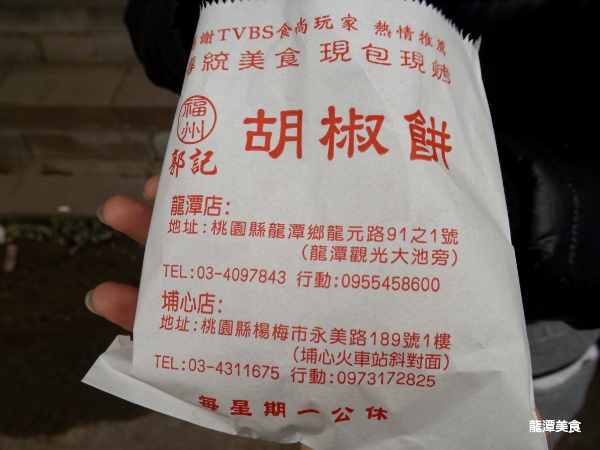 謝TVBS食尚玩家 熱情推薦
傳統美食 現包現烤
福州
郭記
胡椒餅
龍潭店:
地址:桃園縣龍潭鄉龍元路91之1號
(龍潭觀光大池旁)
TEL:03-4097843 行動:0955458600
埔心店:
地址:桃園縣楊梅市永美路189號1樓
(埔心火車站斜對面)
TEL:03-4311675 行動:0973172825
每星期一公休
龍潭美食